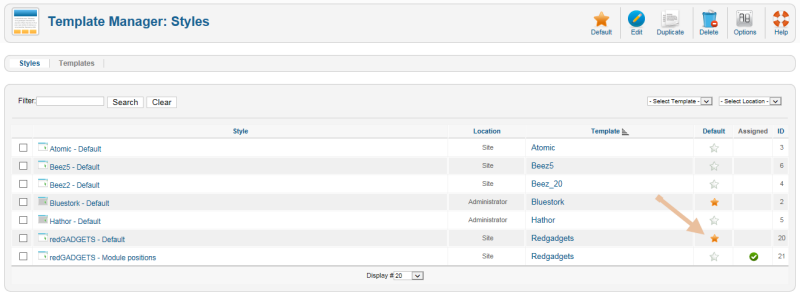 Template Manager: Styles
Default Edit Duplicate Delete Options Help
Styles Templates
Filter: Search Clear - Select Template - - Select Location -
Style Location Template Default Assigned ID
Atomic - Default Site Atomic 3
Beez5 - Default Site Beez5 6
Beez2 - Default Site Beez_20 4
Bluestork - Default Administrator Bluestork 2
Hathor - Default Administrator Hathor 5
redGADGETS - Default Site Redgadgets 20
redGADGETS - Module positions Site Redgadgets 21
Display # 20